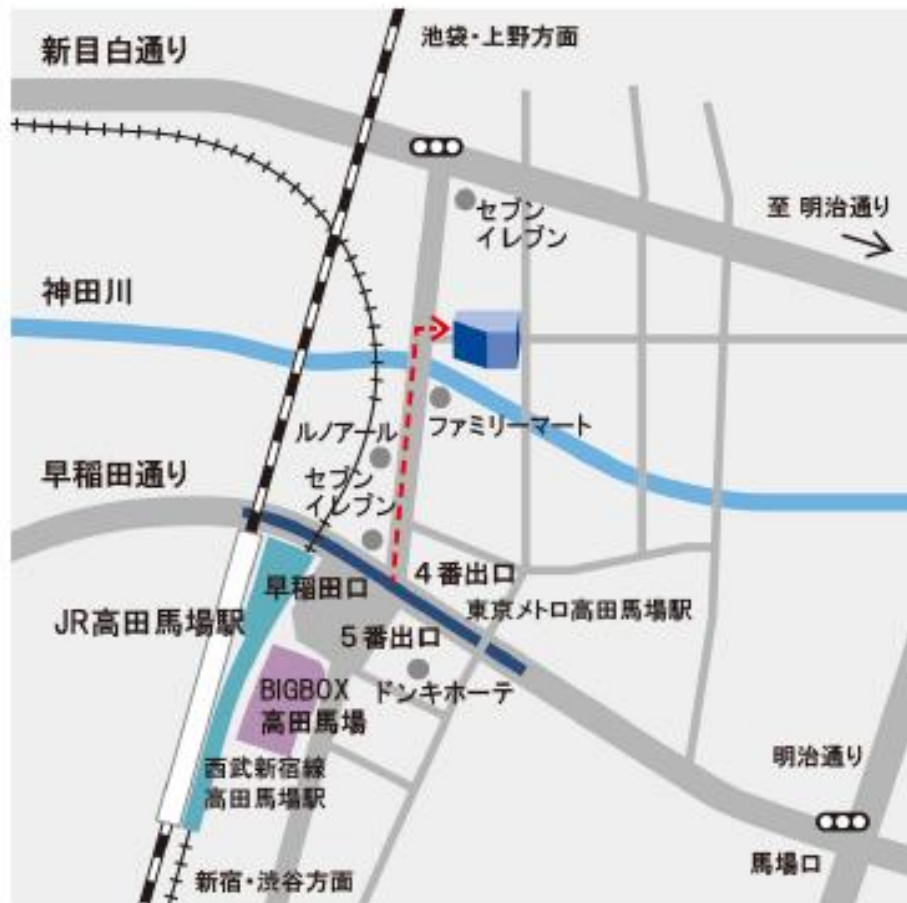 池袋・上野方面
新目白通り
セブン
イレブン
至 明治通り
神田川
ファミリーマート
ルノアール
早稲田通り
セブン
イレブン
4番出口
早稲田口
東京メトロ高田馬場駅
JR高田馬場駅
5番出口
BIGBOX
高田馬場
ドンキホーテ
西武新宿線
高田馬場駅
明治通り
馬場口
新宿・渋谷方面